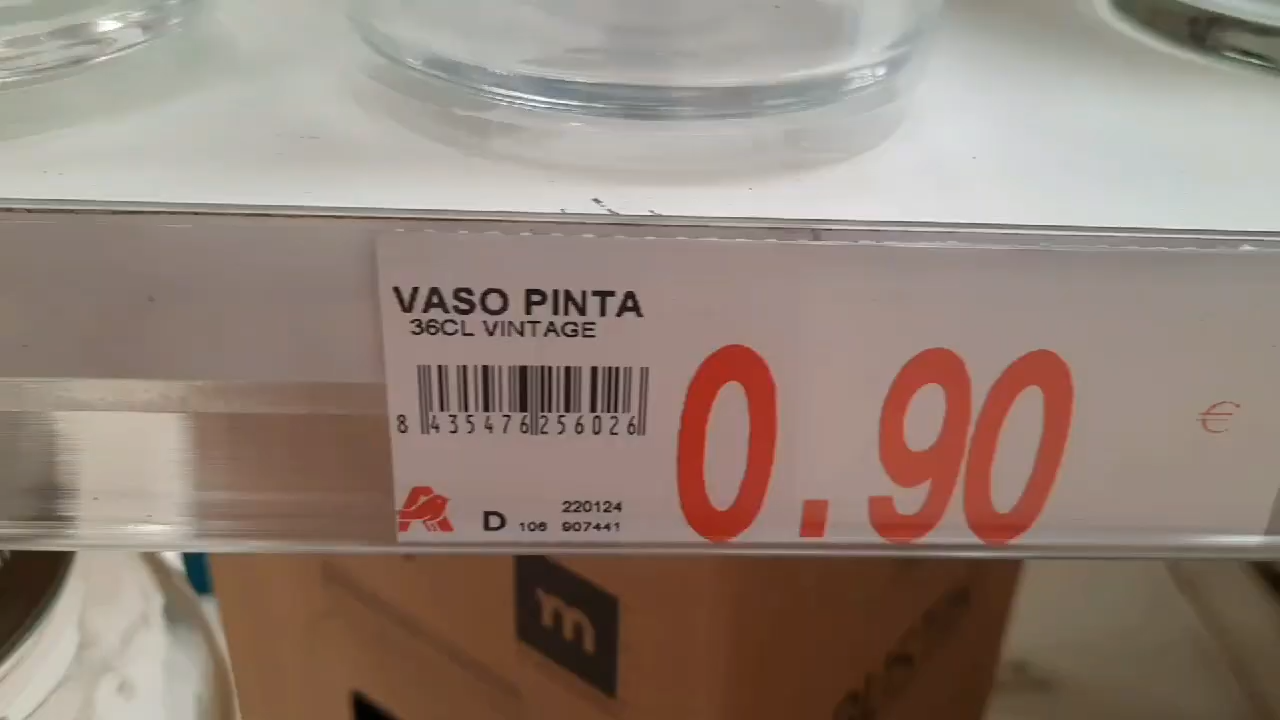 VASO PINTA
36CL VINTAGE
8 435476 256026
D 106 220124
907441
0.90 €
m